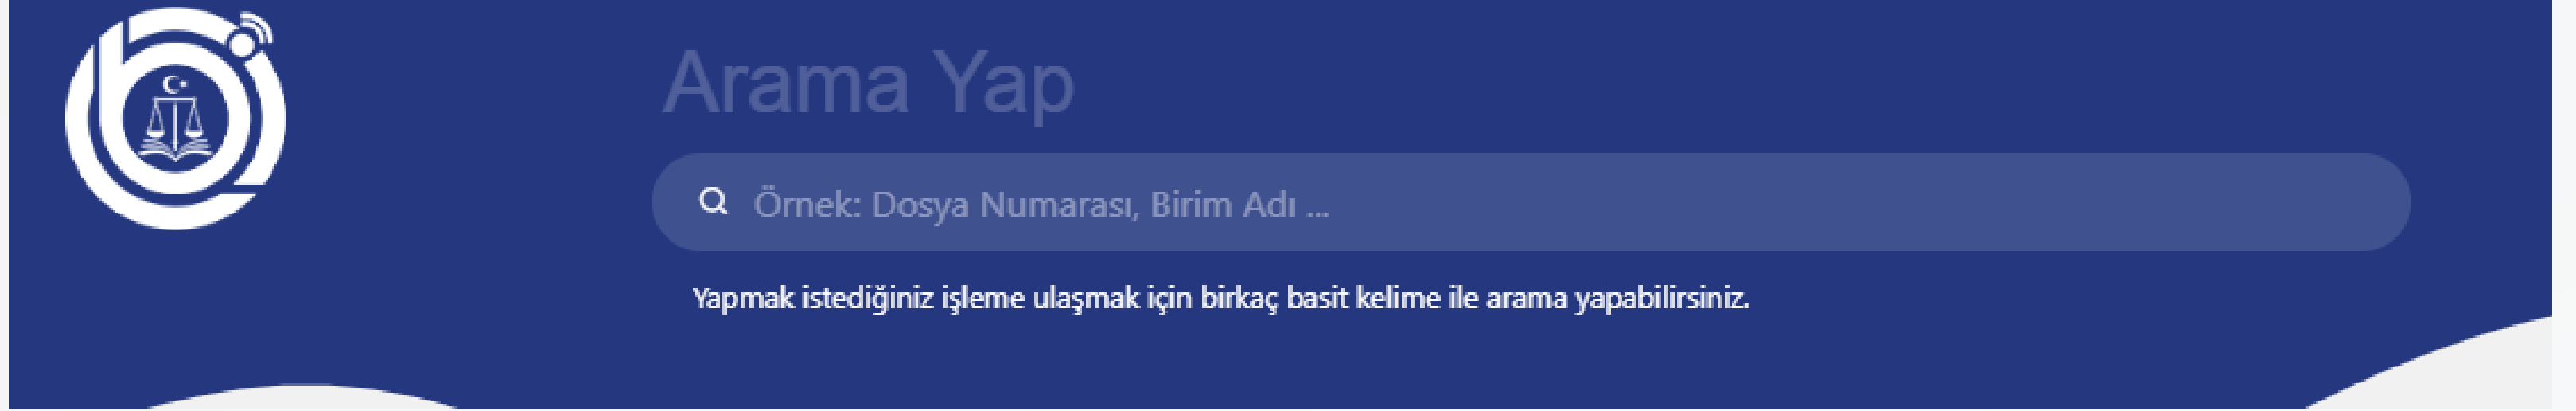 Arama Yap
Örnek: Dosya Numarası, Birim Adı ...
Yapmak istediğiniz işleme ulaşmak için birkaç basit kelime ile arama yapabilirsiniz.